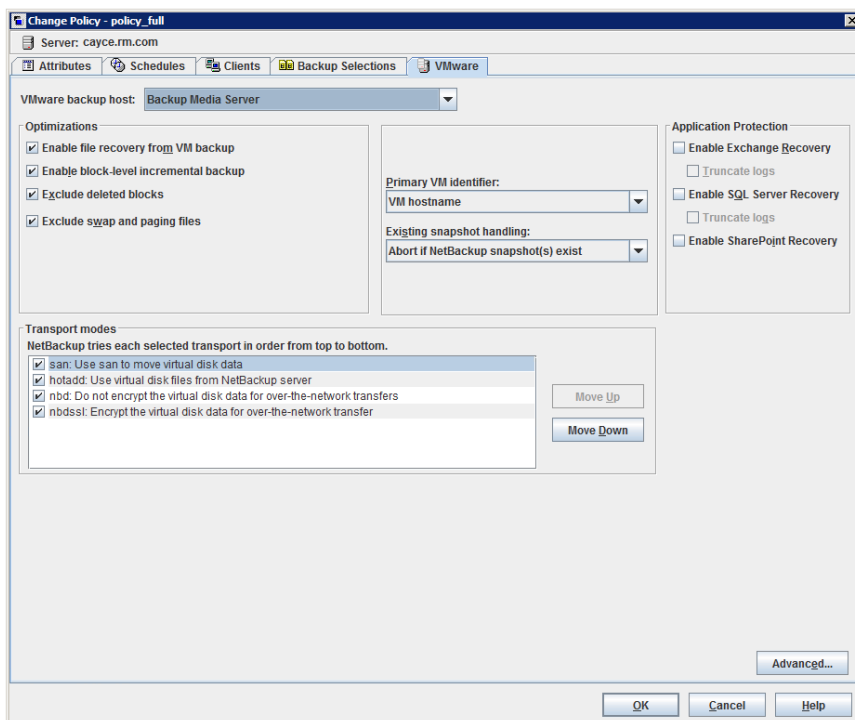 Change Policy - policy_full
Server: cayce.rm.com
Attributes Schedules Clients Backup Selections VMware
VMware backup host: Backup Media Server
Optimizations
Enable file recovery from VM backup
Enable block-level incremental backup
Exclude deleted blocks
Exclude swap and paging files
Primary VM identifier:
VM hostname
Existing snapshot handling:
Abort if NetBackup snapshot(s) exist
Application Protection
Enable Exchange Recovery
Truncate logs
Enable SQL Server Recovery
Truncate logs
Enable SharePoint Recovery
Transport modes
NetBackup tries each selected transport in order from top to bottom.
san: Use san to move virtual disk data
hotadd: Use virtual disk files from NetBackup server
nbd: Do not encrypt the virtual disk data for over-the-network transfers
nbdssl: Encrypt the virtual disk data for over-the-network transfer
Move Up
Move Down
Advanced...
OK Cancel Help